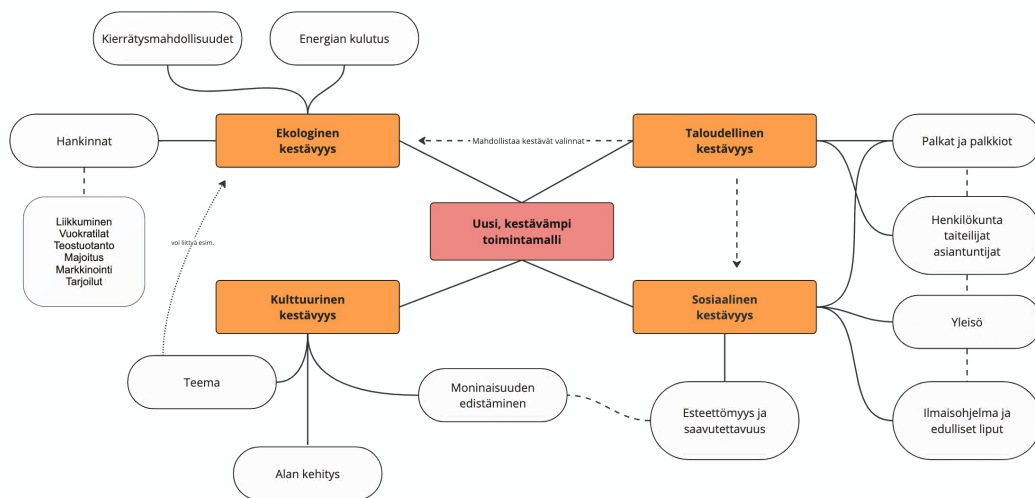 Kierrätysmahdollisuudet
Energian kulutus
Hankinnat
Ekologinen
kestävyys
Mahdollistaa kestävät valinnat
Taloudellinen
kestävyys
Palkat ja palkkiot
Liikkuminen
Vuokratilat
Teostuotanto
Majoitus
Markkinointi
Tarjoilut
voi liittyä esim.
Uusi, kestävämpi
toimintamalli
Henkilökunta
taiteilijat
asiantuntijat
Kulttuurinen
kestävyys
Sosiaalinen
kestävyys
Yleisö
Teema
Moninaisuuden
edistäminen
Esteettömyys ja
saavutettavuus
Ilmaisohjelma ja
edulliset liput
Alan kehitys